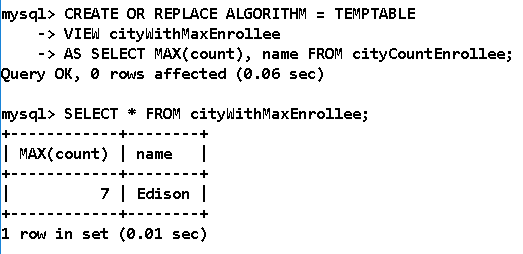 mysql> CREATE OR REPLACE ALGORITHM = TEMPTABLE
    -> VIEW cityWithMaxEnrollee
    -> AS SELECT MAX(count), name FROM cityCountEnrollee;
Query OK, 0 rows affected (0.06 sec)

mysql> SELECT * FROM cityWithMaxEnrollee;
+------------+--------+
| MAX(count) | name   |
+------------+--------+
|          7 | Edison |
+------------+--------+
1 row in set (0.01 sec)